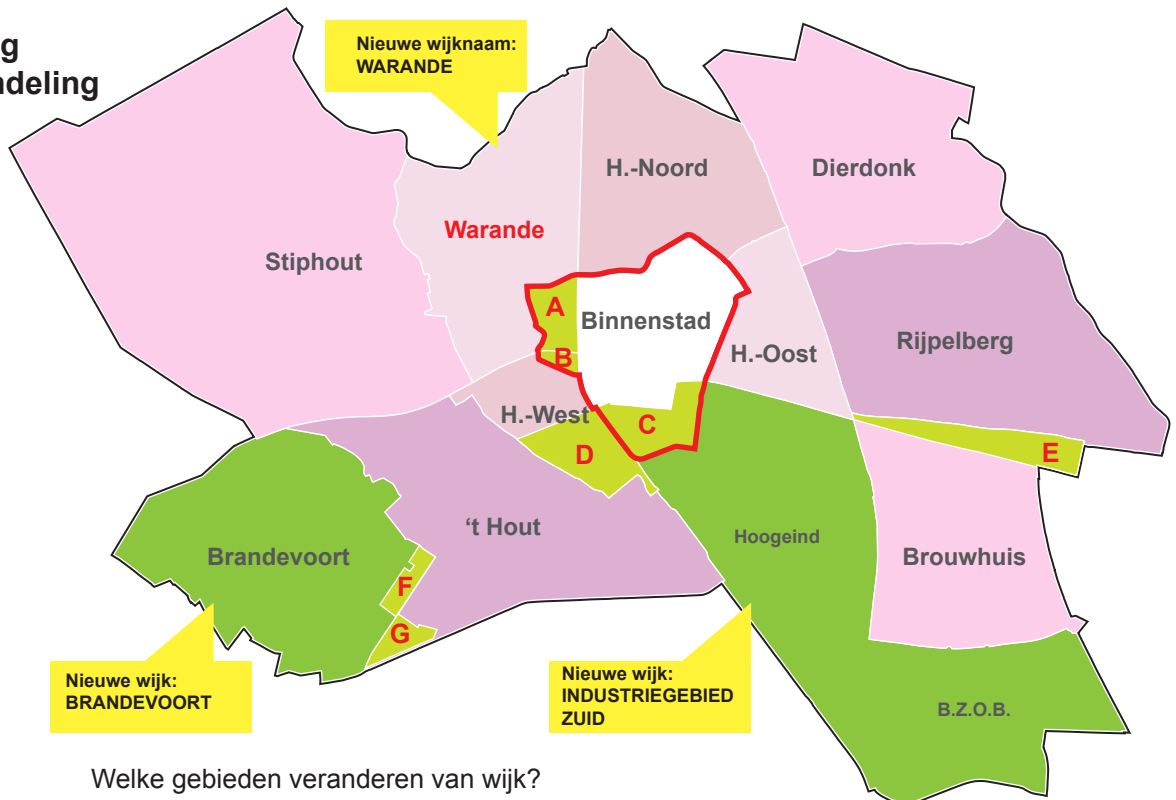 g
ndeling
Nieuwe wijknaam:
WARANDE
H.-Noord
Dierdonk
Warande
Stiphout
A
Binnenstad
B
H.-Oost
Rijpelberg
H.-West
C
D
E
't Hout
Hoogeind
Brandevoort
Brouwhuis
F
G
Nieuwe wijk:
BRANDEVOORT
Nieuwe wijk:
INDUSTRIEGEBIED
ZUID
B.Z.O.B.
Welke gebieden veranderen van wijk?